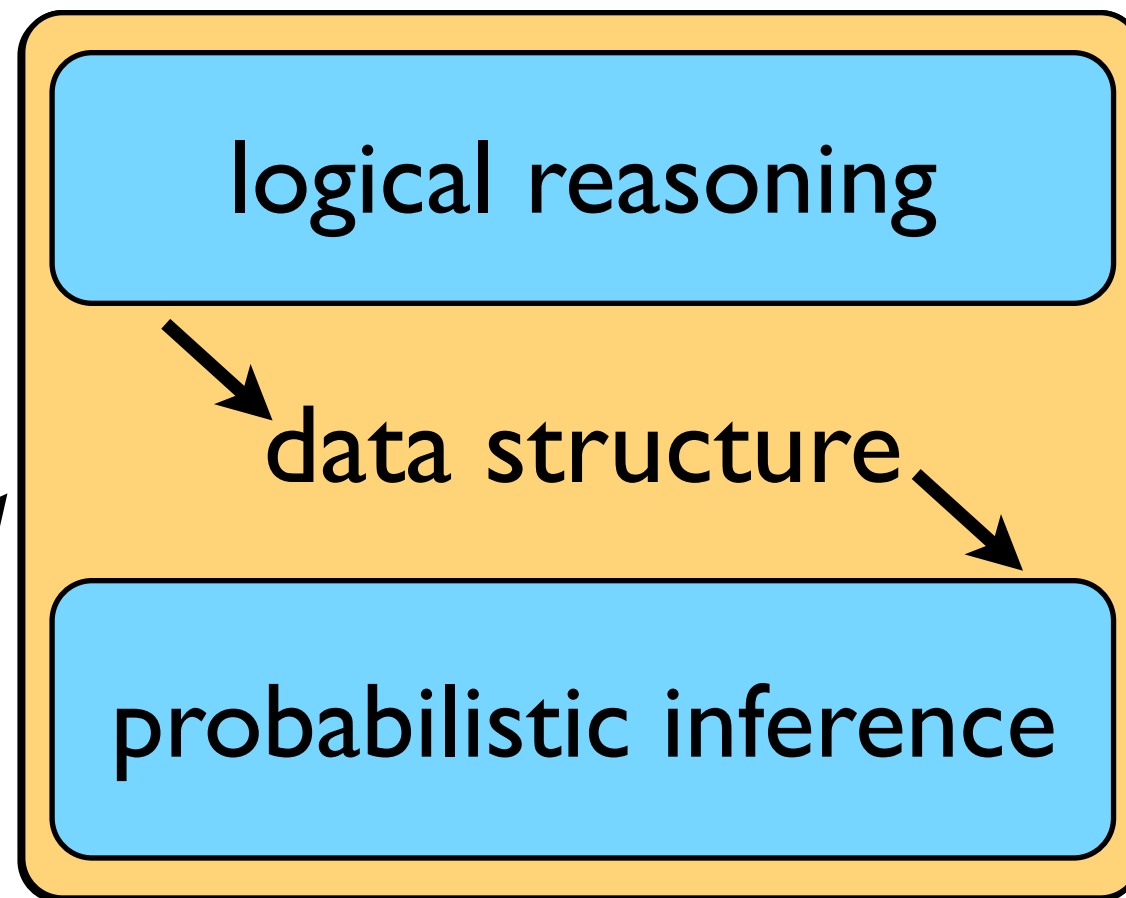 logical reasoning
data structure
probabilistic inference